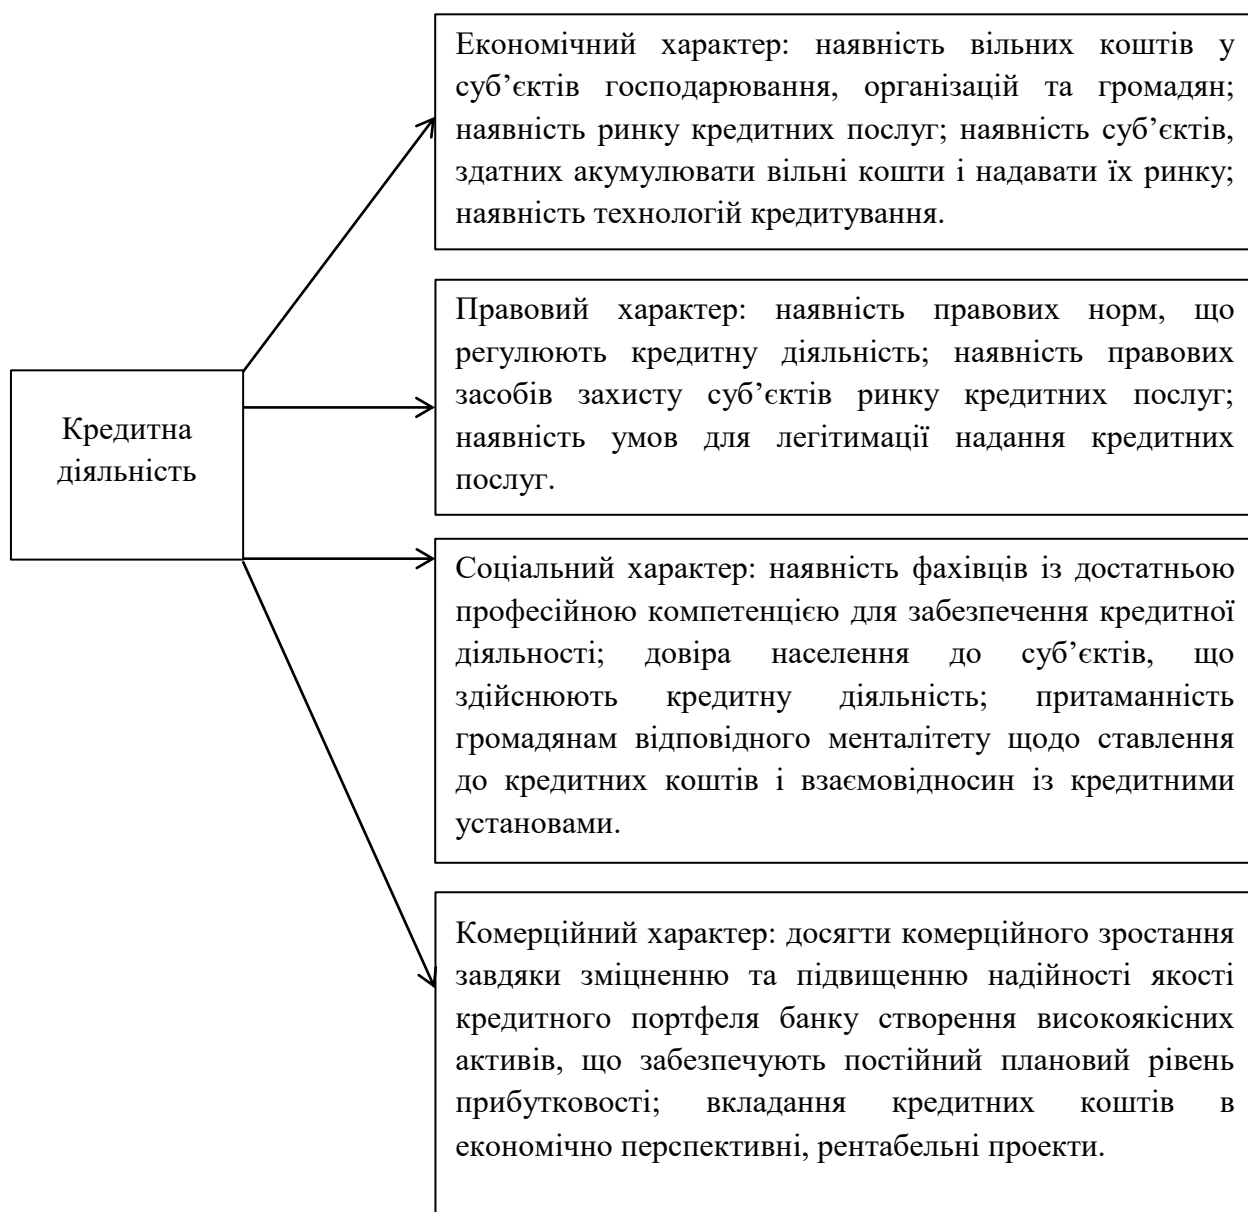 Економічний характер: наявність вільних коштів у
суб’єктів господарювання, організацій та громадян;
наявність ринку кредитних послуг; наявність суб’єктів,
здатних акумулювати вільні кошти і надавати їх ринку;
наявність технологій кредитування.
Правовий характер: наявність правових норм, що
регулюють кредитну діяльність; наявність правових
засобів захисту суб’єктів ринку кредитних послуг;
наявність умов для легітимації надання кредитних
послуг.
Кредитна
діяльність
Соціальний характер: наявність фахівців із достатньою
професійною компетенцією для забезпечення кредитної
діяльності; довіра населення до суб’єктів, що
здійснюють кредитну діяльність; притаманність
громадянам відповідного менталітету щодо ставлення
до кредитних коштів і взаємовідносин із кредитними
установами.
Комерційний характер: досягти комерційного зростання
завдяки зміцненню та підвищенню надійності якості
кредитного портфеля банку створення високоякісних
активів, що забезпечують постійний плановий рівень
прибутковості; вкладання кредитних коштів в
економічно перспективні, рентабельні проекти.